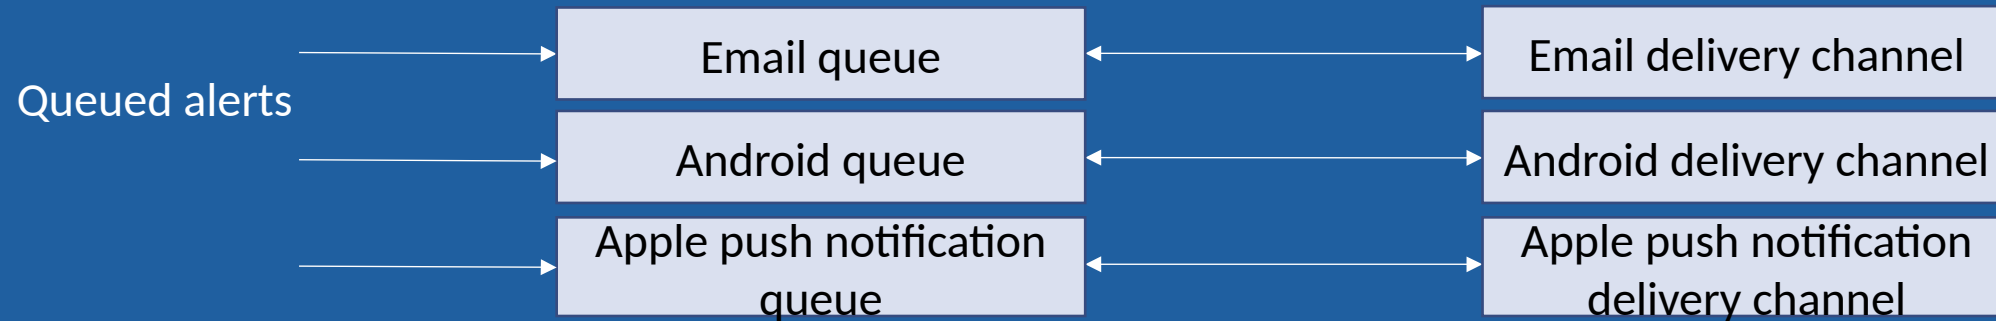 Queued alerts
Email queue
Email delivery channel
Android queue
Android delivery channel
Apple push notification
queue
Apple push notification
delivery channel